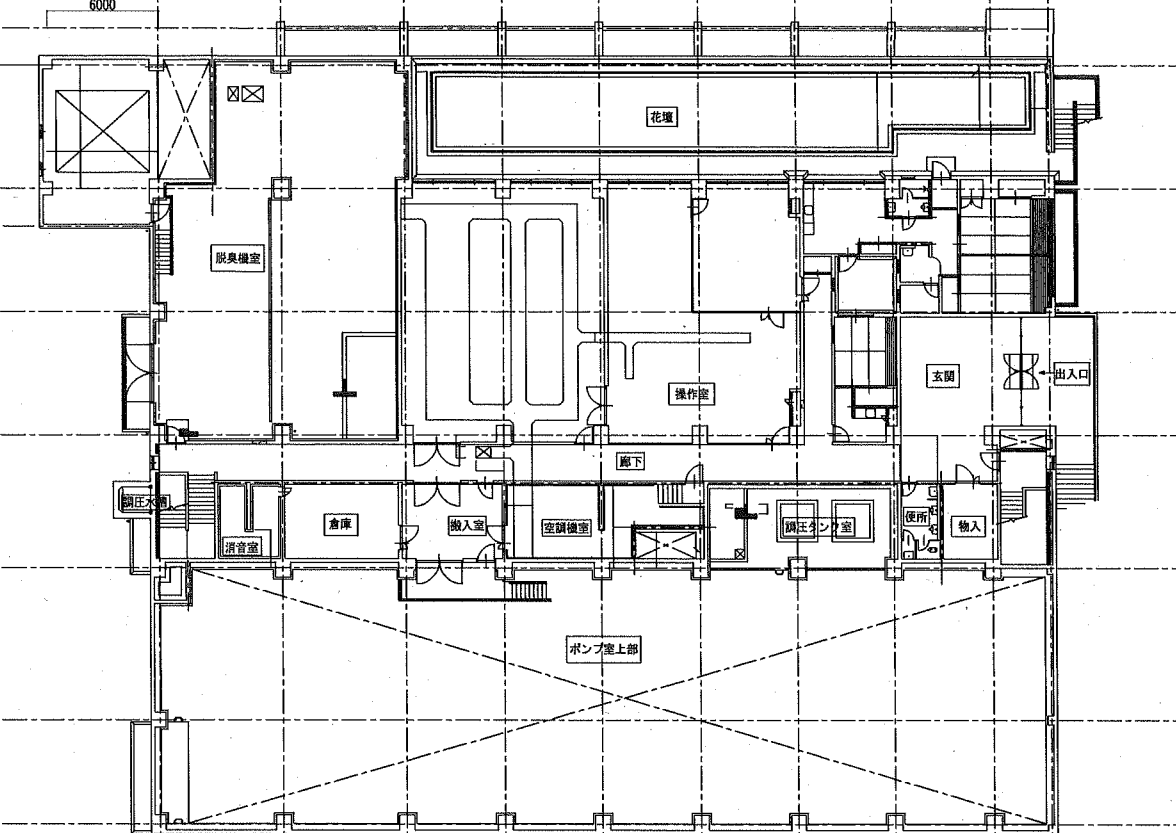 6000
花壇
脱臭機室
玄関
出入口
操作室
廊下
調圧水槽
倉庫
搬入室
空調機室
調圧タンク室
便所
物入
消音室
ポンプ室上部